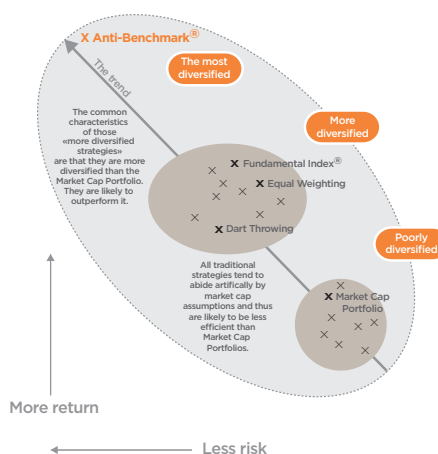 X Anti-Benchmark®
The most
diversified
The trend
The common
characteristics
of those
«more diversified
strategies»
are that they are more
diversified than the
Market Cap Portfolio.
They are likely to
outperform it.
More
diversified
X Fundamental Index®
X Equal Weighting
X Dart Throwing
Poorly
diversified
All traditional
strategies tend to
abide artificially by
market cap
assumptions and thus
are likely to be less
efficient than
Market Cap
Portfolios.
X Market Cap
Portfolio
More return
Less risk